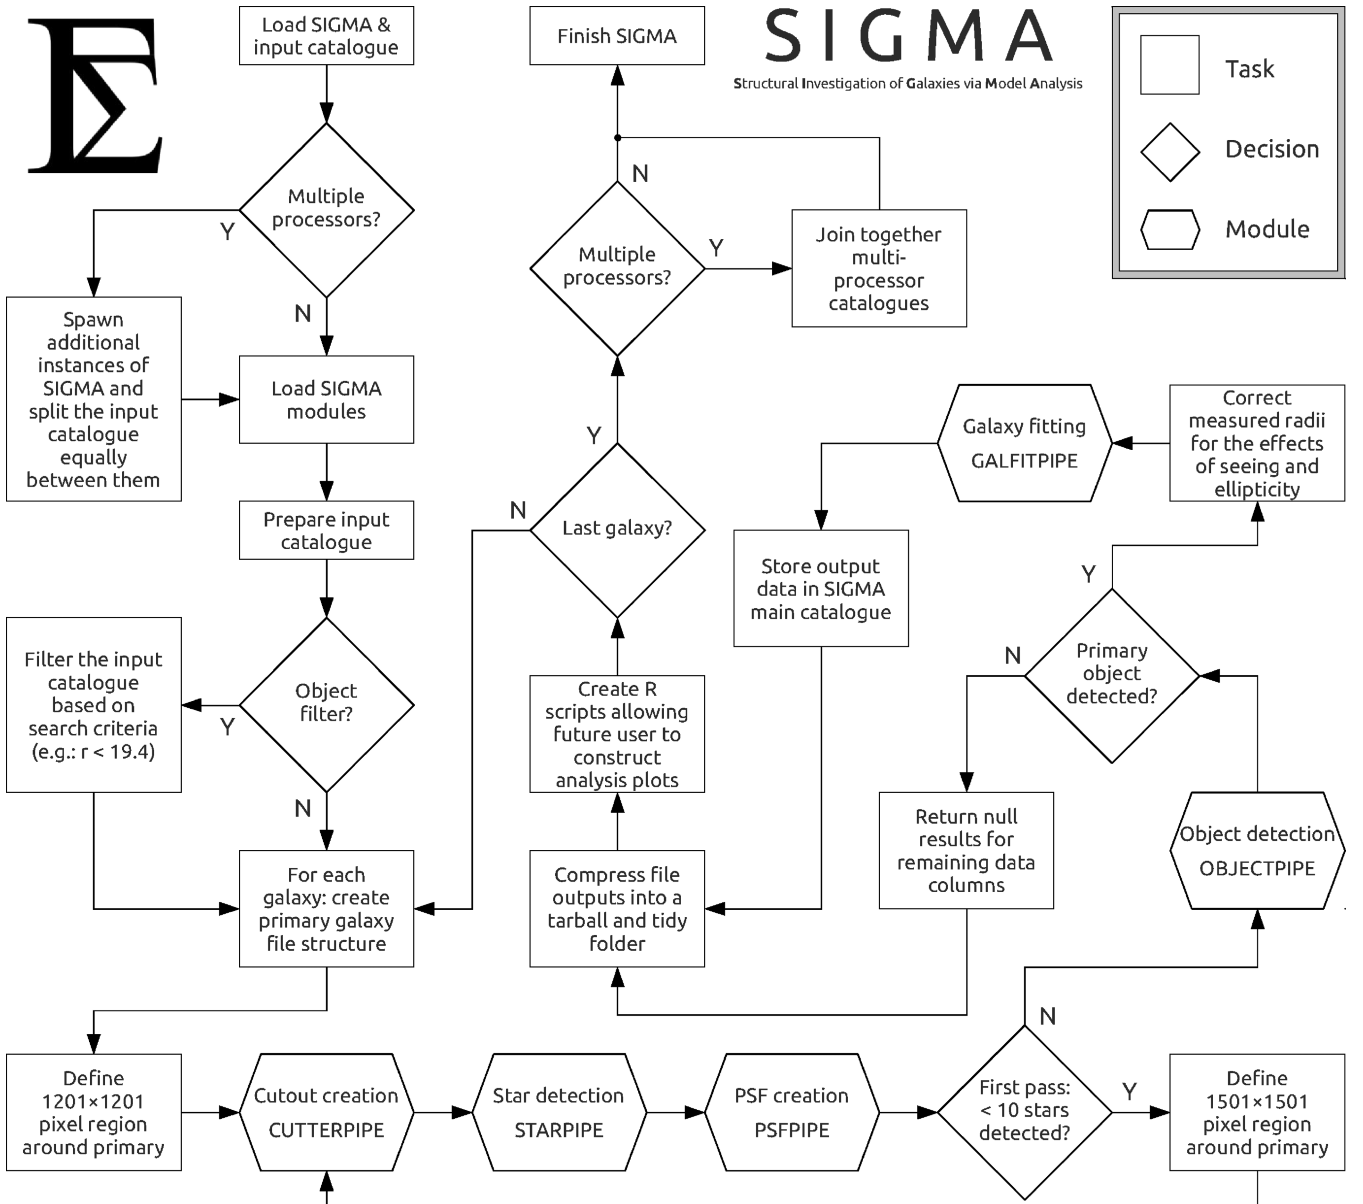 Load SIGMA &
input catalogue
Multiple
processors?
Y
N
Spawn
additional
instances of
SIGMA and
split the input
catalogue
equally
between them
Load SIGMA
modules
Prepare input
catalogue
Object
filter?
Y
N
Filter the input
catalogue
based on
search criteria
(e.g.: r < 19.4)
For each
galaxy: create
primary galaxy
file structure
Define
1201×1201
pixel region
around primary
Cutout creation
CUTTERPIPE
Star detection
STARPIPE
PSF creation
PSFPIPE
First pass:
< 10 stars
detected?
Y
N
Define
1501×1501
pixel region
around primary
Object detection
OBJECTPIPE
Primary
object
detected?
Y
N
Return null
results for
remaining data
columns
Correct
measured radii
for the effects
of seeing and
ellipticity
Galaxy fitting
GALFITPIPE
Store output
data in SIGMA
main catalogue
Compress file
outputs into a
tarball and tidy
folder
Create R
scripts allowing
future user to
construct
analysis plots
Last galaxy?
N
Y
Multiple
processors?
Y
N
Join together
multi-
processor
catalogues
Finish SIGMA
SIGMA
Structural Investigation of Galaxies via Model Analysis
Task
Decision
Module